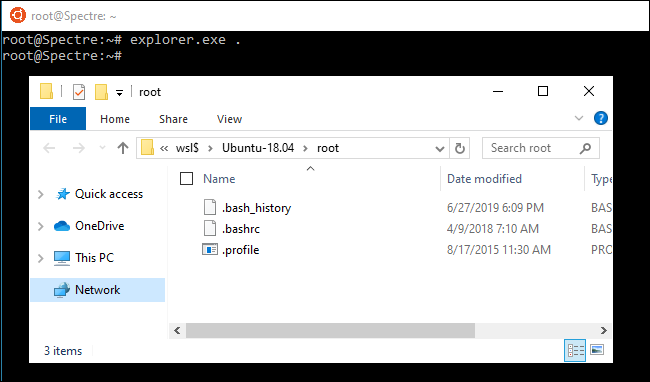 root@Spectre: ~
root@Spectre:~# explorer.exe .
root@Spectre:~#
root
File Home Share View
« wsl$ > Ubuntu-18.04 > root
Search root
Name Date modified Type
Quick access
OneDrive
This PC
Network
.bash_history 6/27/2019 6:09 PM BAS
.bashrc 4/9/2018 7:10 AM BAS
.profile 8/17/2015 11:30 AM PRO
3 items